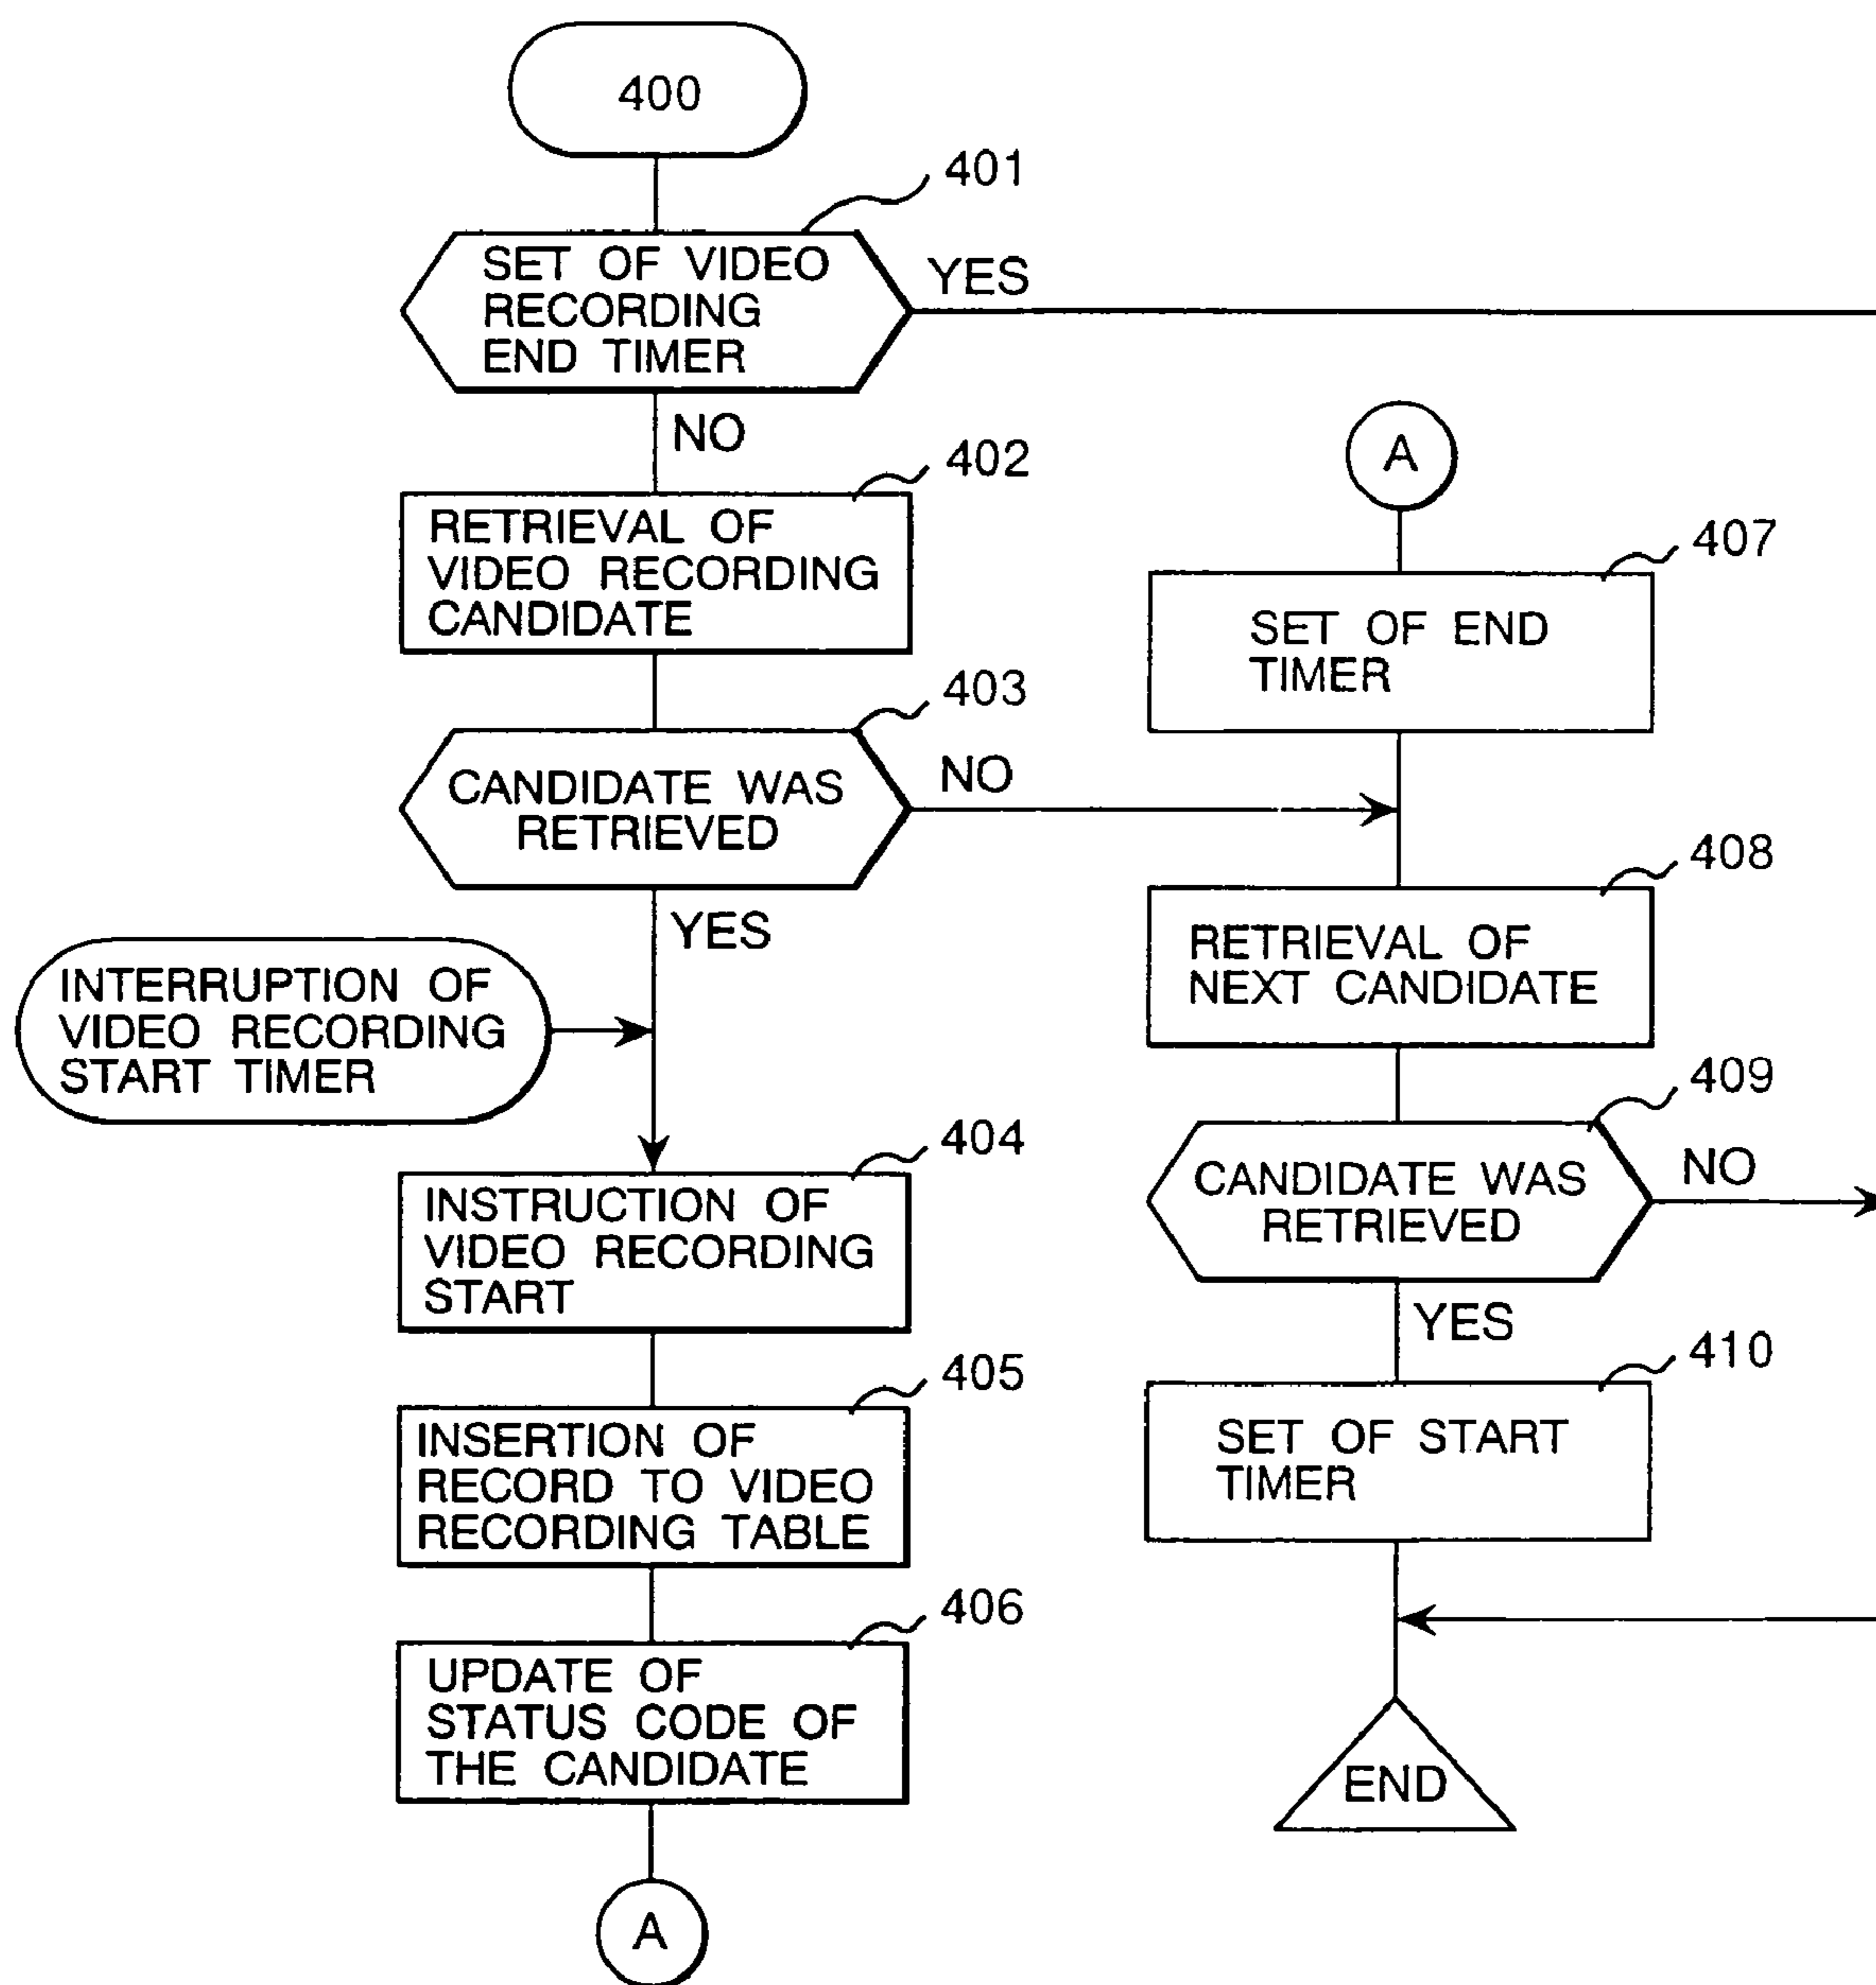 400
401
SET OF VIDEO
RECORDING
END TIMER
YES
NO
402
RETRIEVAL OF
VIDEO RECORDING
CANDIDATE
403
CANDIDATE WAS
RETRIEVED
NO
YES
INTERRUPTION OF
VIDEO RECORDING
START TIMER
404
INSTRUCTION OF
VIDEO RECORDING
START
405
INSERTION OF
RECORD TO VIDEO
RECORDING TABLE
406
UPDATE OF
STATUS CODE OF
THE CANDIDATE
A
A
407
SET OF END
TIMER
408
RETRIEVAL OF
NEXT CANDIDATE
409
CANDIDATE WAS
RETRIEVED
NO
YES
410
SET OF START
TIMER
END